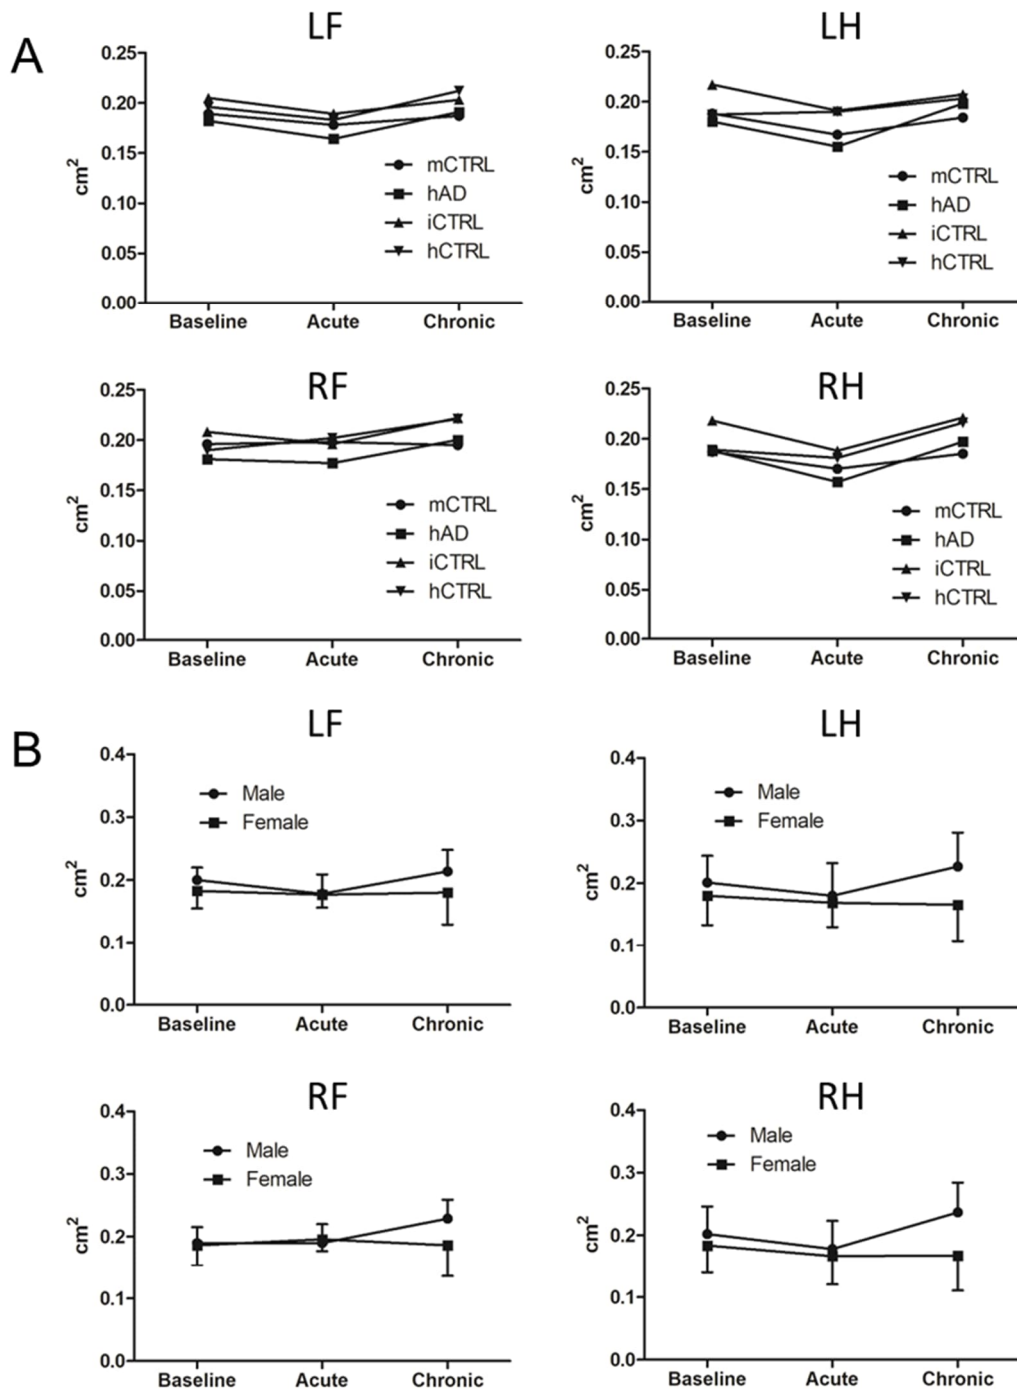 A
LF
cm2
0.25
0.20
0.15
0.10
0.05
0.00
mCTRL
hAD
iCTRL
hCTRL
Baseline Acute Chronic
LH
cm2
0.25
0.20
0.15
0.10
0.05
0.00
mCTRL
hAD
iCTRL
hCTRL
Baseline Acute Chronic
RF
cm2
0.25
0.20
0.15
0.10
0.05
0.00
mCTRL
hAD
iCTRL
hCTRL
Baseline Acute Chronic
RH
cm2
0.25
0.20
0.15
0.10
0.05
0.00
mCTRL
hAD
iCTRL
hCTRL
Baseline Acute Chronic
B
LF
cm2
0.4
0.3
0.2
0.1
0.0
Male
Female
Baseline Acute Chronic
LH
cm2
0.4
0.3
0.2
0.1
0.0
Male
Female
Baseline Acute Chronic
RF
cm2
0.4
0.3
0.2
0.1
0.0
Male
Female
Baseline Acute Chronic
RH
cm2
0.4
0.3
0.2
0.1
0.0
Male
Female
Baseline Acute Chronic